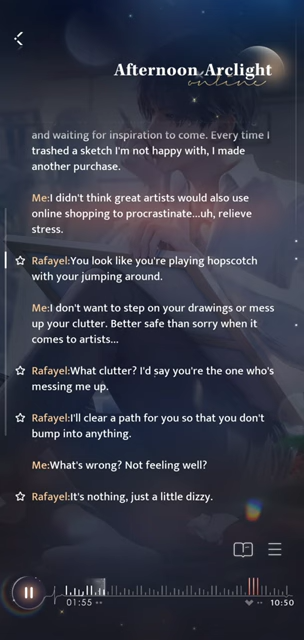 Afternoon Arclight
online
and waiting for inspiration to come. Every time I
trashed a sketch I'm not happy with, I made
another purchase.
Me:I didn't think great artists would also use
online shopping to procrastinate...uh, relieve
stress.
Rafayel:You look like you're playing hopscotch
with your jumping around.
Me:I don't want to step on your drawings or mess
up your clutter. Better safe than sorry when it
comes to artists...
Rafayel:What clutter? I'd say you're the one who's
messing me up.
Rafayel:I'll clear a path for you so that you don't
bump into anything.
Me:What's wrong? Not feeling well?
Rafayel:It's nothing, just a little dizzy.
01:55
10:50